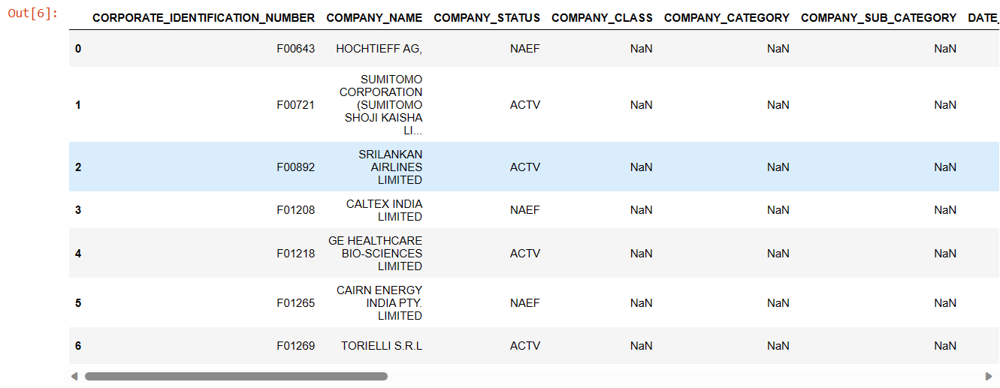 Out[6]:
CORPORATE_IDENTIFICATION_NUMBER COMPANY_NAME COMPANY_STATUS COMPANY_CLASS COMPANY_CATEGORY COMPANY_SUB_CATEGORY DATE_
0 F00643 HOCHTIEFF AG, NAEF NaN NaN NaN
SUMITOMO
CORPORATION
1 F00721 (SUMITOMO ACTV NaN NaN NaN
SHOJI KAISHA
LI...
SRILANKAN
2 F00892 AIRLINES ACTV NaN NaN NaN
LIMITED
3 F01208 CALTEX INDIA NAEF NaN NaN NaN
LIMITED
GE HEALTHCARE
4 F01218 BIO-SCIENCES ACTV NaN NaN NaN
LIMITED
CAIRN ENERGY
5 F01265 INDIA PTY. NAEF NaN NaN NaN
LIMITED
6 F01269 TORIELLI S.R.L ACTV NaN NaN NaN